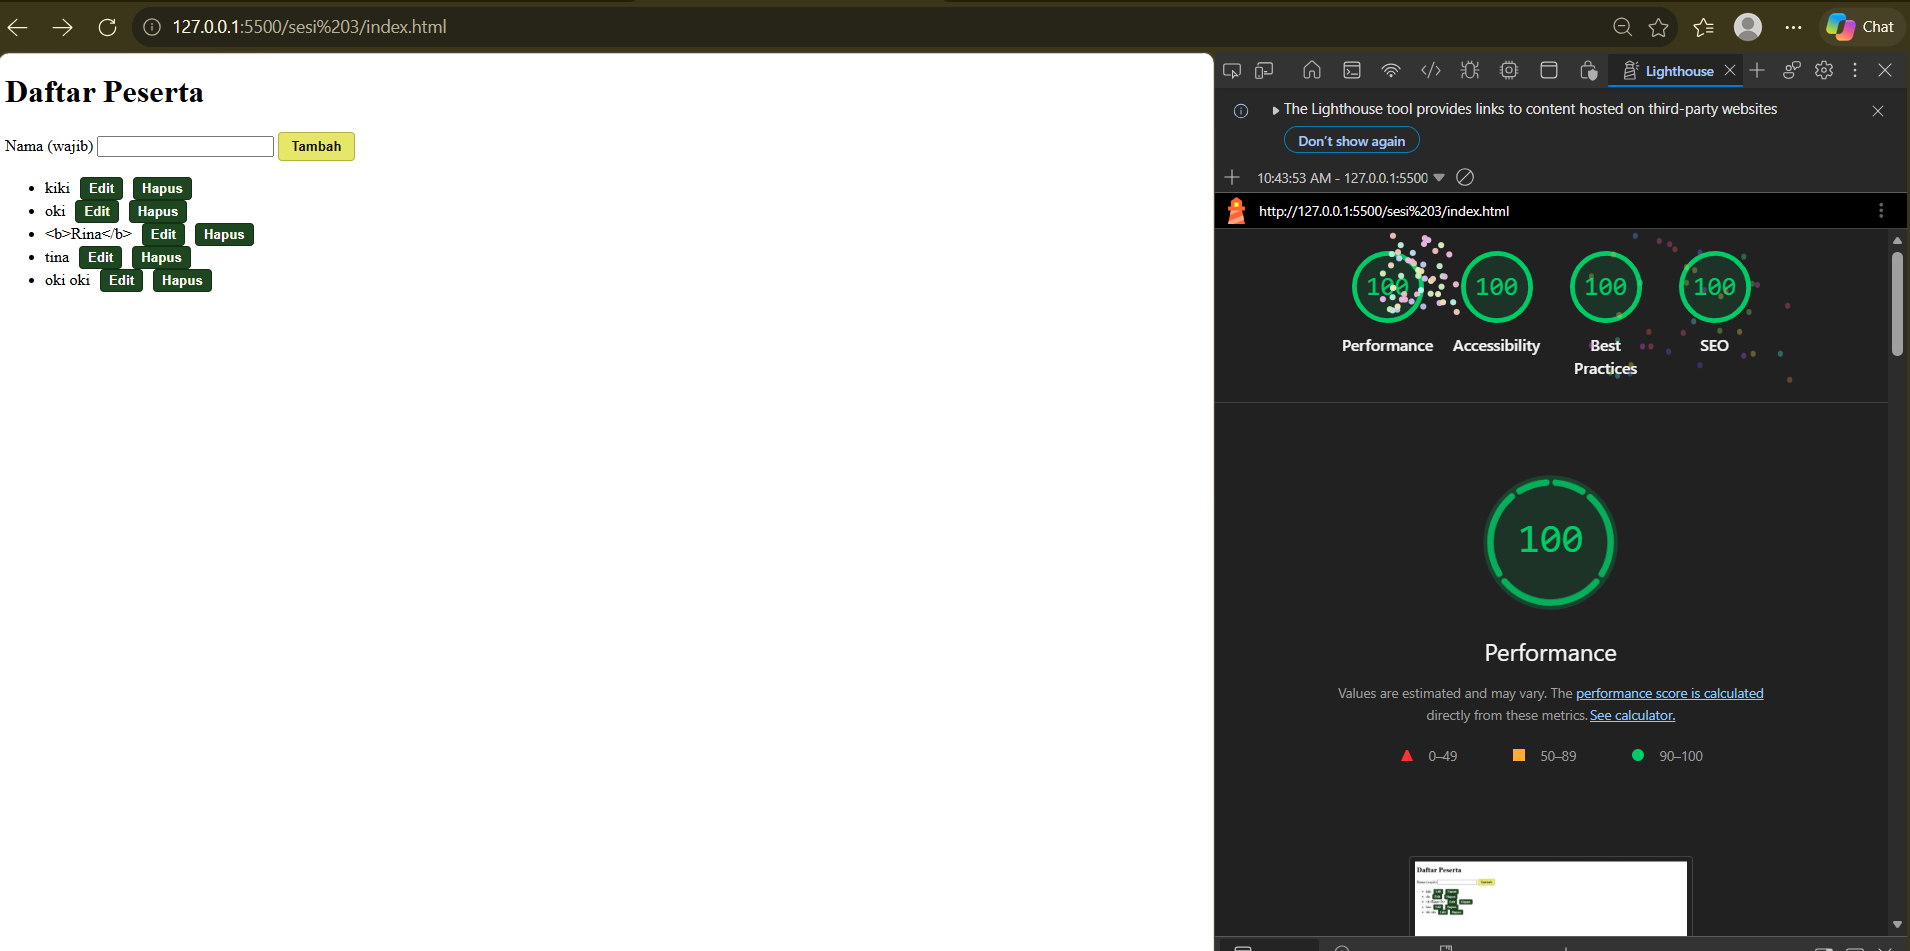 127.0.0.1:5500/sesi%203/index.html
Chat
Daftar Peserta
Nama (wajib) Tambah
kiki Edit Hapus
oki Edit Hapus
<b>Rina</b> Edit Hapus
tina Edit Hapus
oki oki Edit Hapus
Lighthouse
The Lighthouse tool provides links to content hosted on third-party websites
Don't show again
10:43:53 AM - 127.0.0.1:5500
http://127.0.0.1:5500/sesi%203/index.html
100 100 100 100
Performance Accessibility Best Practices SEO
100
Performance
Values are estimated and may vary. The performance score is calculated
directly from these metrics. See calculator.
0–49 50–89 90–100
Daftar Peserta